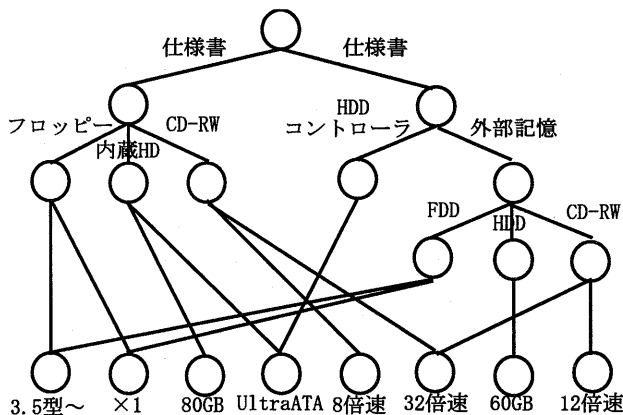 仕様書 仕様書
フロッピー CD-RW HDD
コントローラ 外部記憶
内蔵HD
FDD HDD CD-RW
3.5型～ ×1 80GB UltraATA 8倍速 32倍速 60GB 12倍速